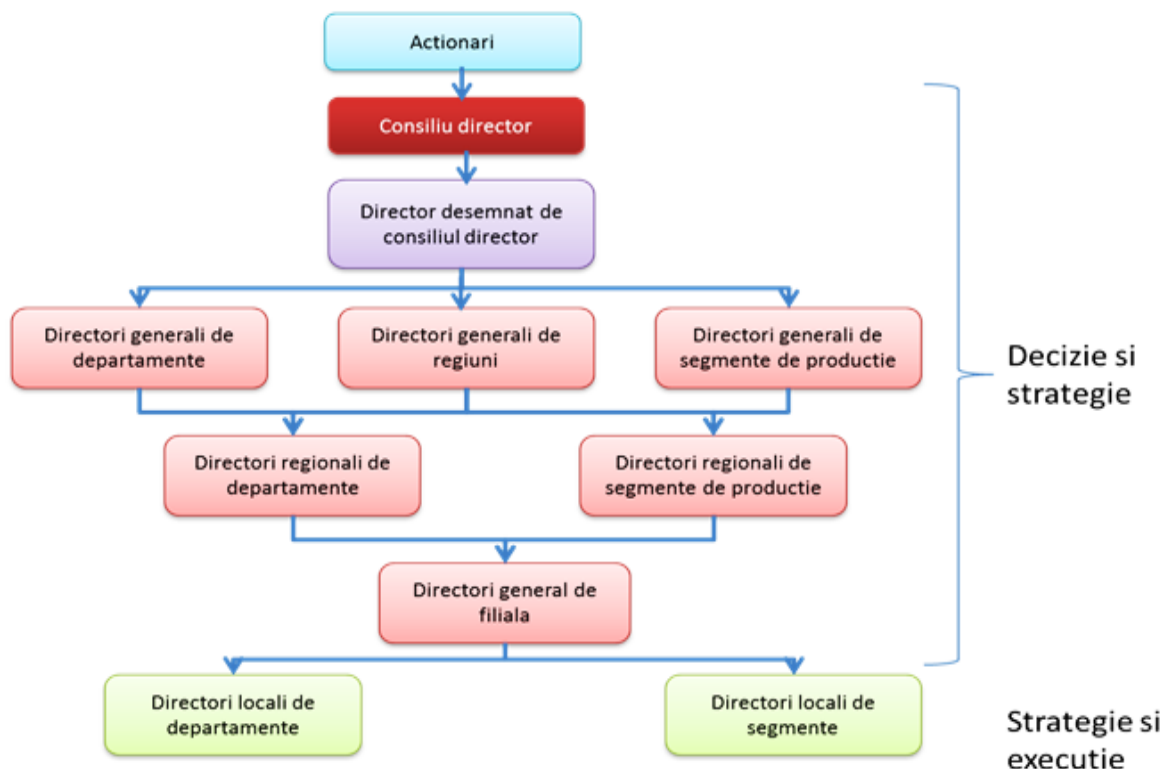 Actionari
Consiliu director
Director desemnat de
consiliul director
Directori generali de
departamente
Directori generali de
regiuni
Directori generali de
segmente de productie
Decizie si
strategie
Directori regionali de
departamente
Directori regionali de
segmente de productie
Directori general de
filiala
Directori locali de
departamente
Directori locali de
segmente
Strategie si
executie